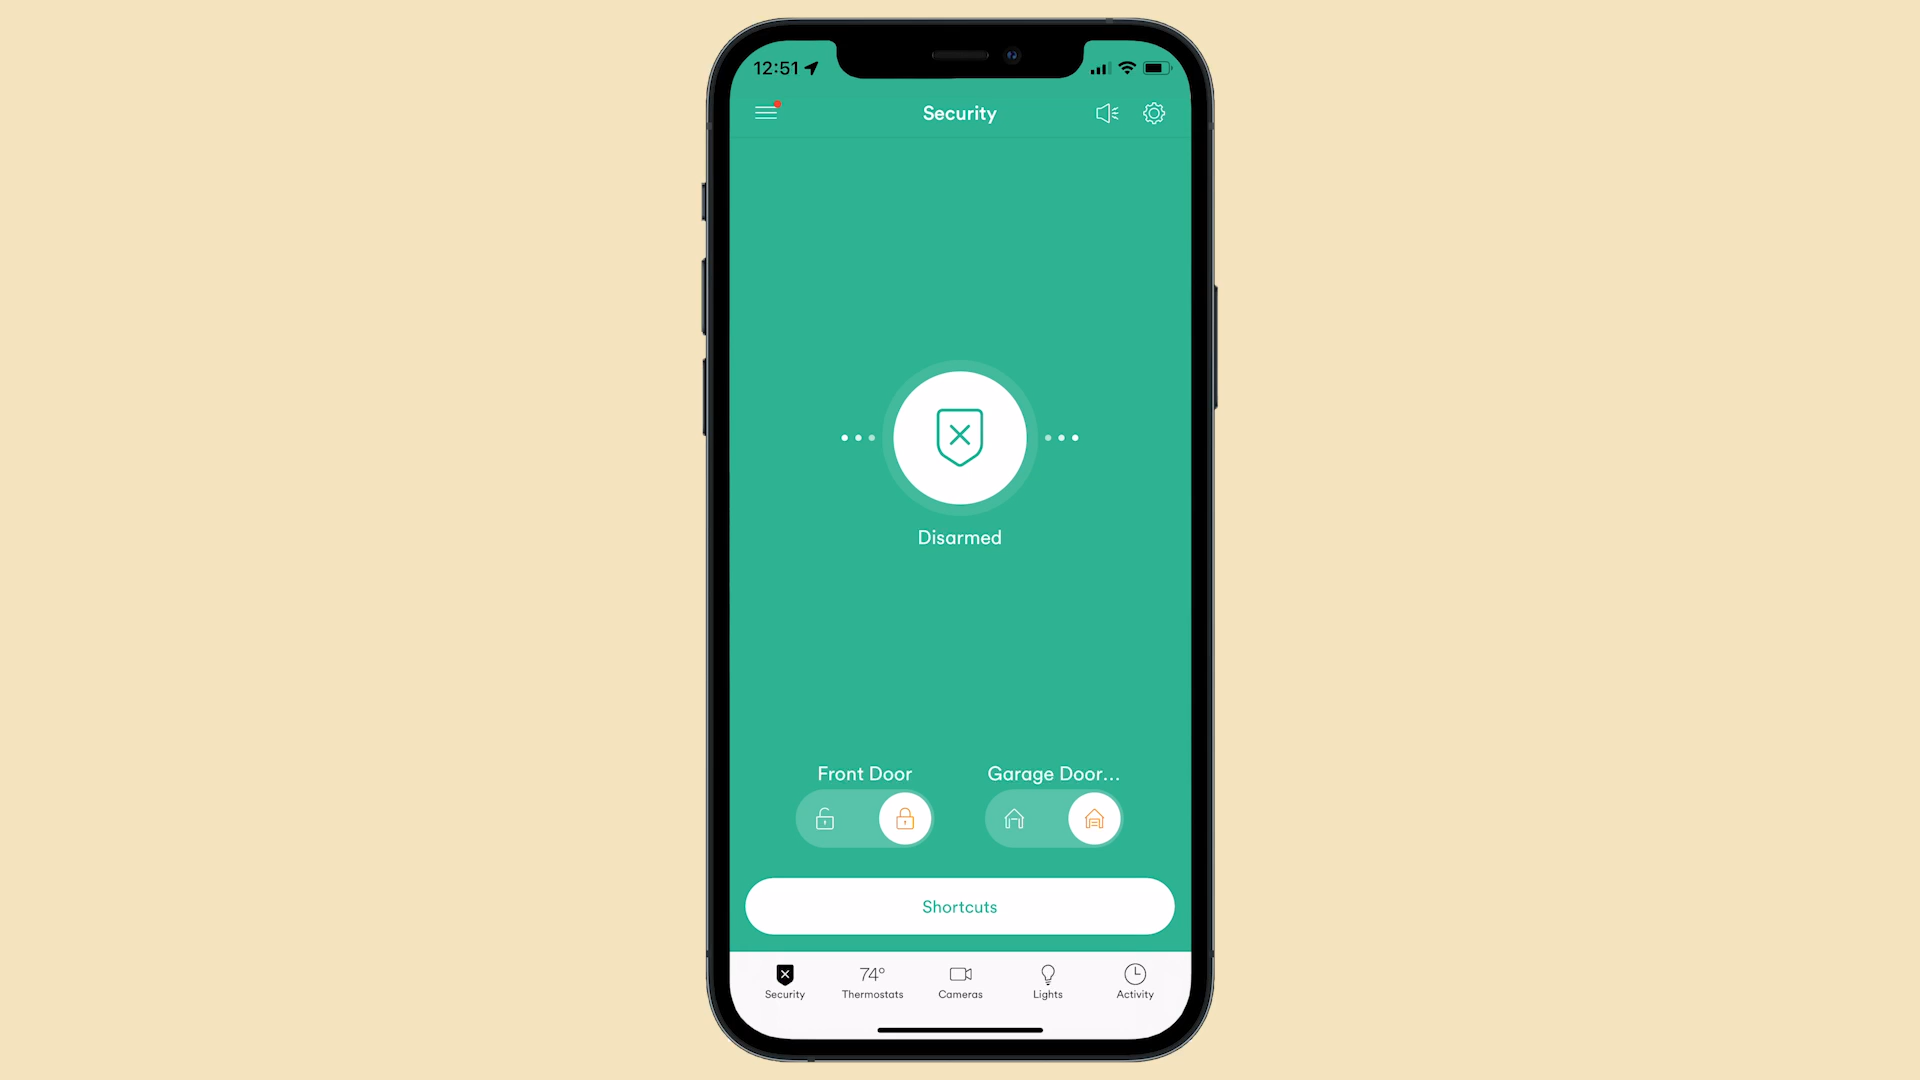 12:51
Security
Disarmed
Front Door
Garage Door...
Shortcuts
74°
Security
Thermostats
Cameras
Lights
Activity